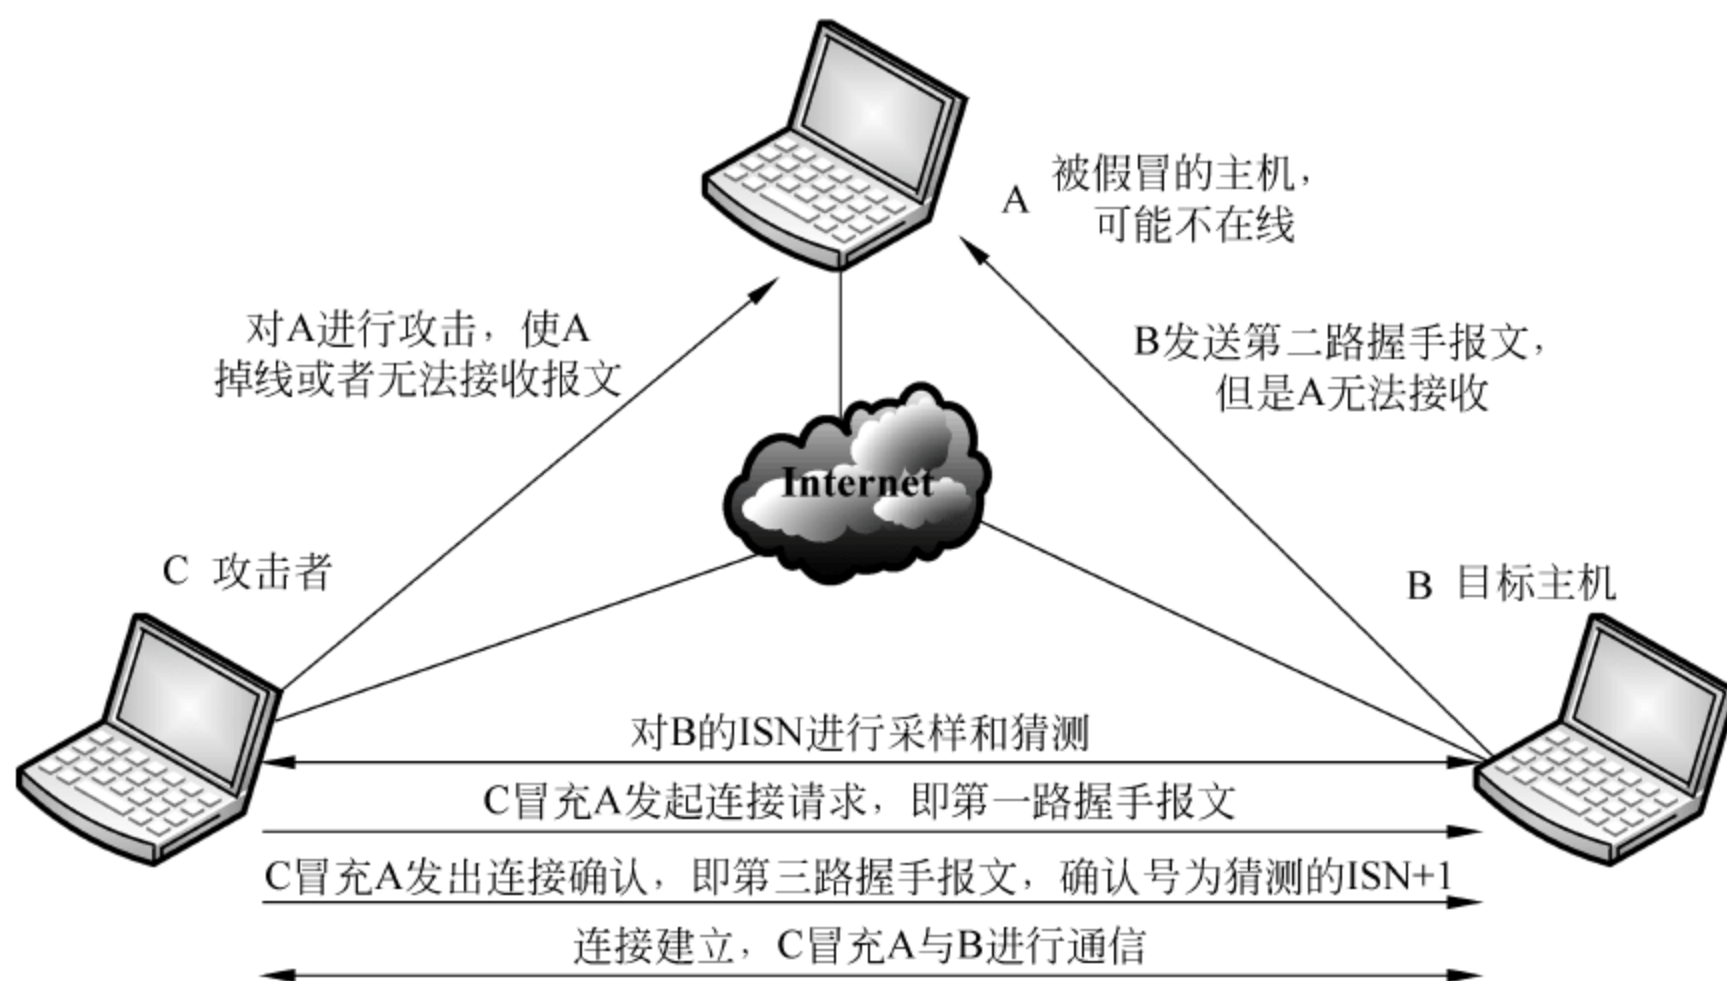 A 被假冒的主机，
可能不在线
对A进行攻击，使A
掉线或者无法接收报文
B发送第二路握手报文，
但是A无法接收
Internet
C 攻击者
B 目标主机
对B的ISN进行采样和猜测
C冒充A发起连接请求，即第一路握手报文
C冒充A发出连接确认，即第三路握手报文，确认号为猜测的ISN+1
连接建立，C冒充A与B进行通信